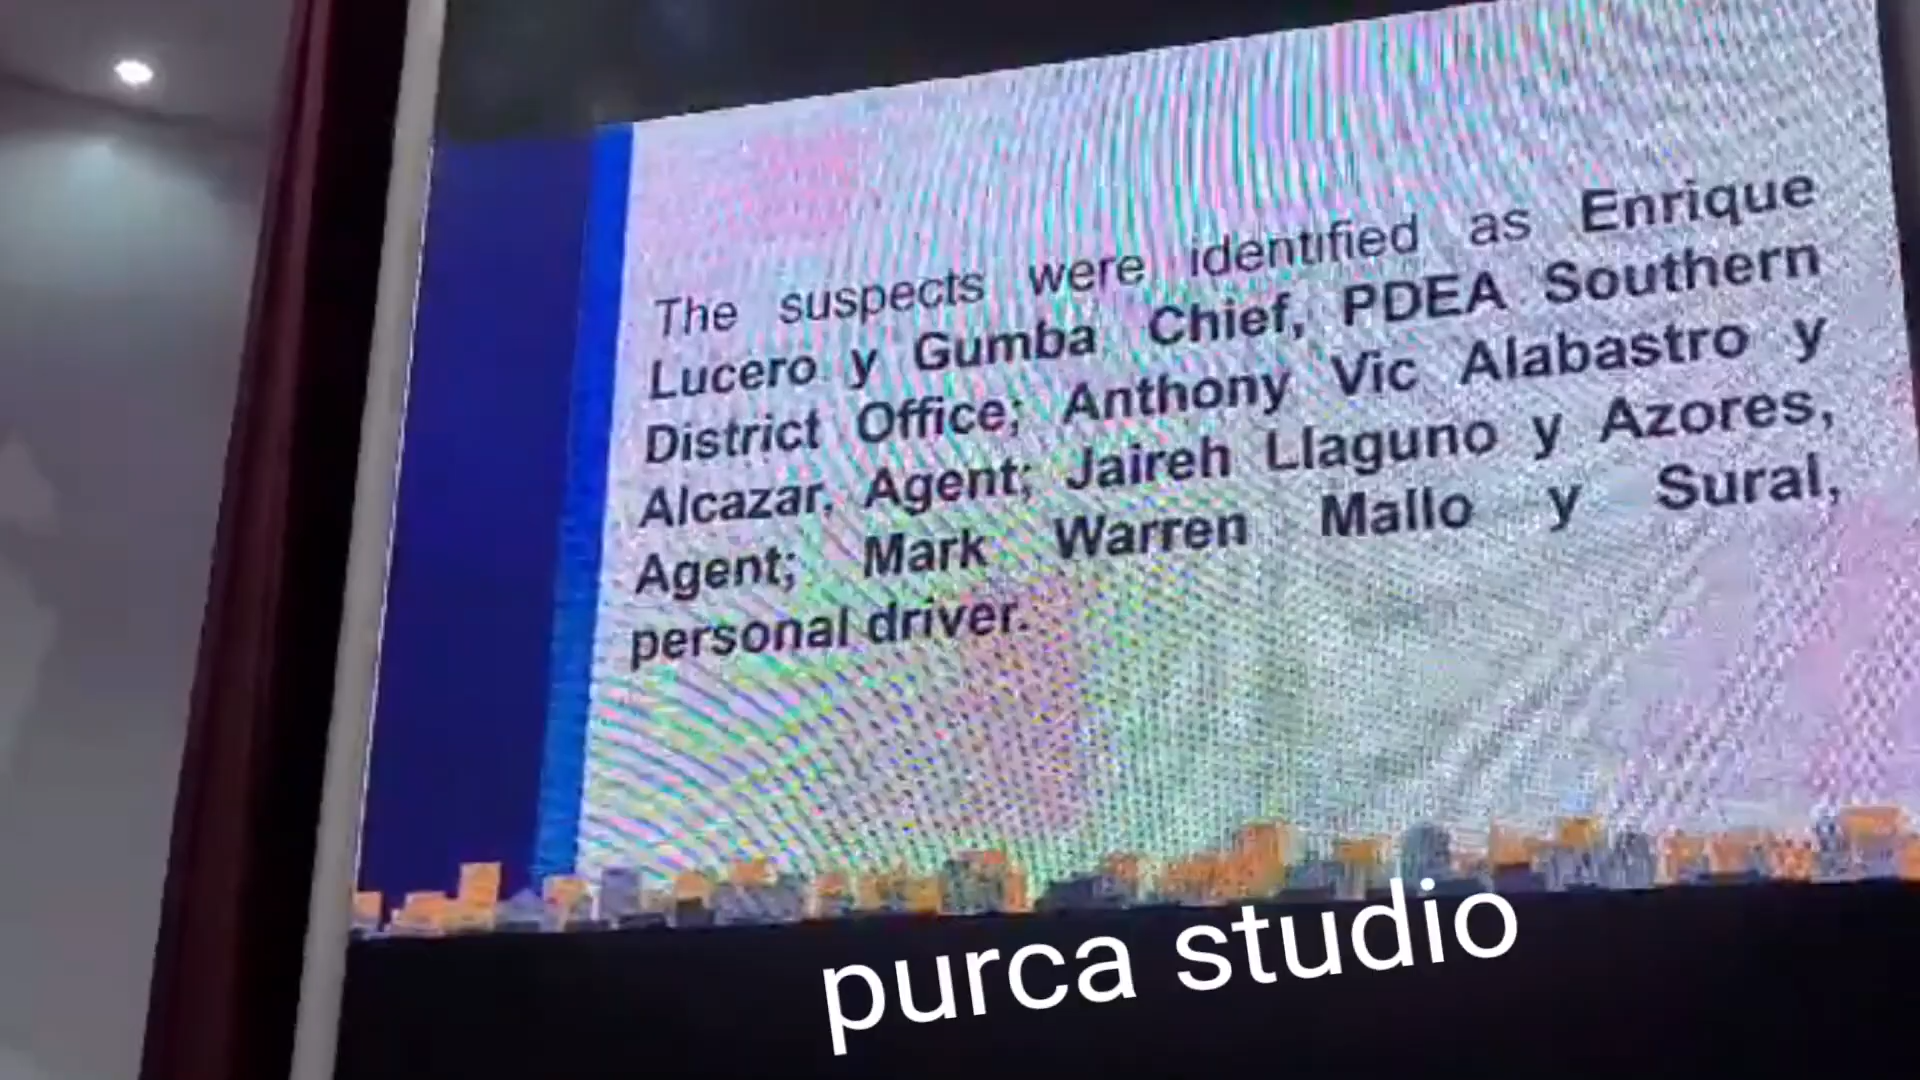 The suspects were identified as Enrique
Lucero y Gumba Chief, PDEA Southern
District Office; Anthony Vic Alabastro y
Alcazar, Agent; Jaireh Llaguno y Azores,
Agent; Mark Warren Mallo y Sural,
personal driver.
purca studio